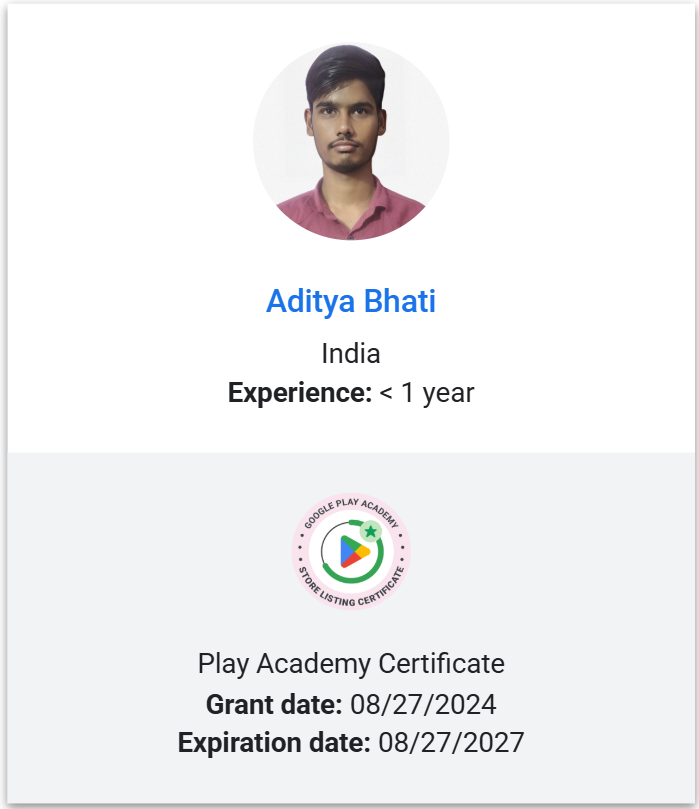 Aditya Bhati
India
Experience: < 1 year
GOOGLE PLAY ACADEMY
STORE LISTING CERTIFICATE
Play Academy Certificate
Grant date: 08/27/2024
Expiration date: 08/27/2027